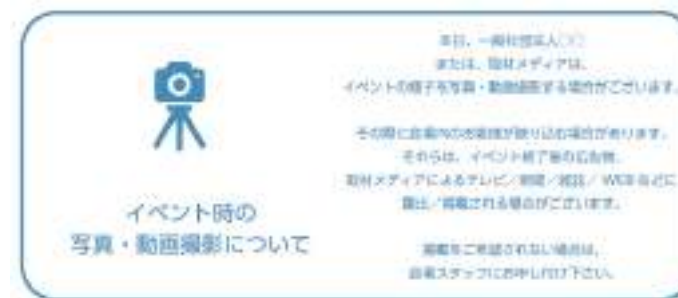 イベント時の
写真・動画撮影について
本日、一般社団法人〇〇
または、取材メディアは、
イベントの様子を写真・動画撮影する場合がございます。
その際に会場内のお客様が映り込む場合があります。
それらは、イベント終了後の広告物、
取材メディアによるテレビ／新聞／雑誌／ WEBなどに
露出／掲載される場合がございます。
掲載をご希望されない場合は、
会場スタッフにお申し付け下さい。